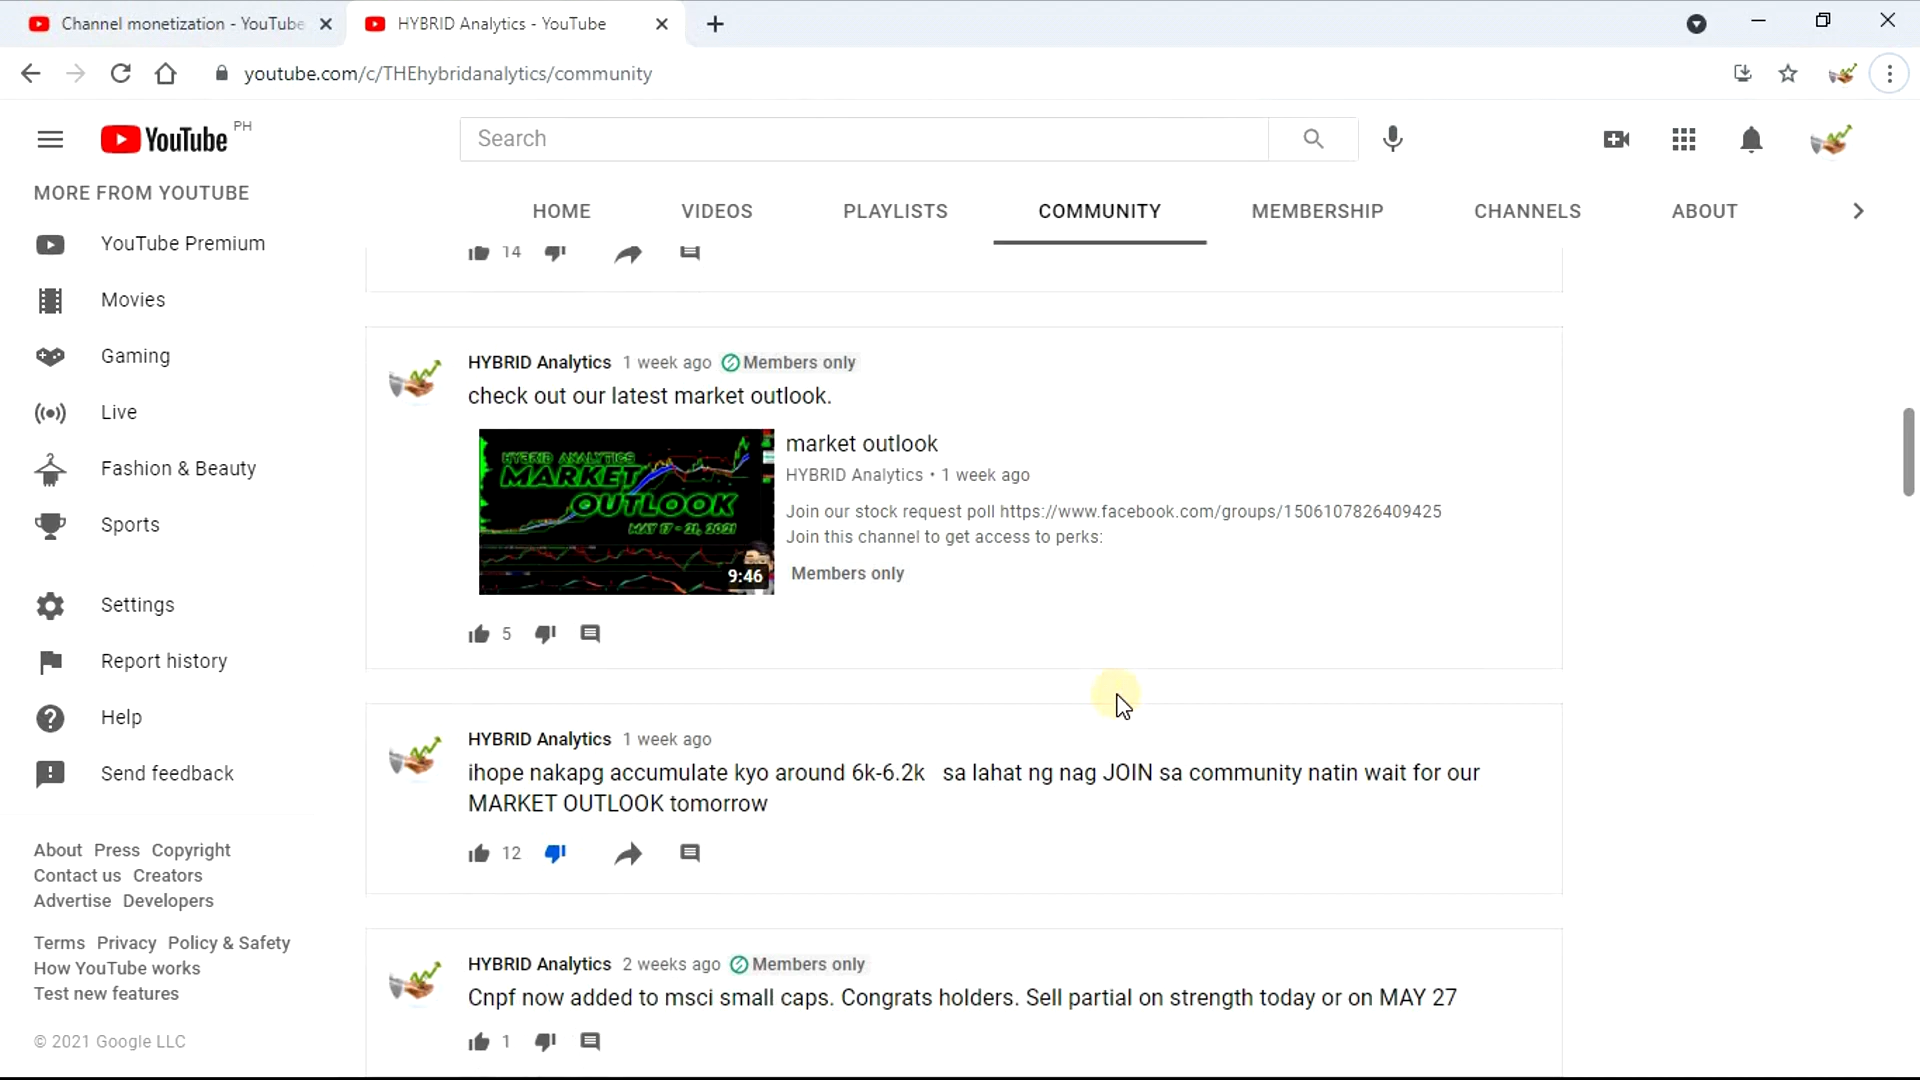 Channel monetization - YouTube
HYBRID Analytics - YouTube
youtube.com/c/THEhybridanalytics/community
YouTube PH
Search
MORE FROM YOUTUBE
YouTube Premium
Movies
Gaming
Live
Fashion & Beauty
Sports
Settings
Report history
Help
Send feedback
About Press Copyright
Contact us Creators
Advertise Developers
Terms Privacy Policy & Safety
How YouTube works
Test new features
© 2021 Google LLC
HOME VIDEOS PLAYLISTS COMMUNITY MEMBERSHIP CHANNELS ABOUT
14
HYBRID Analytics 1 week ago Members only
check out our latest market outlook.
HYBRID ANALYTICS
MARKET
OUTLOOK
MAY 17 - 21, 2021
9:46
market outlook
HYBRID Analytics • 1 week ago
Join our stock request poll https://www.facebook.com/groups/1506107826409425
Join this channel to get access to perks:
Members only
5
HYBRID Analytics 1 week ago
ihope nakapg accumulate kyo around 6k-6.2k sa lahat ng nag JOIN sa community natin wait for our
MARKET OUTLOOK tomorrow
12
HYBRID Analytics 2 weeks ago Members only
Cnpf now added to msci small caps. Congrats holders. Sell partial on strength today or on MAY 27
1